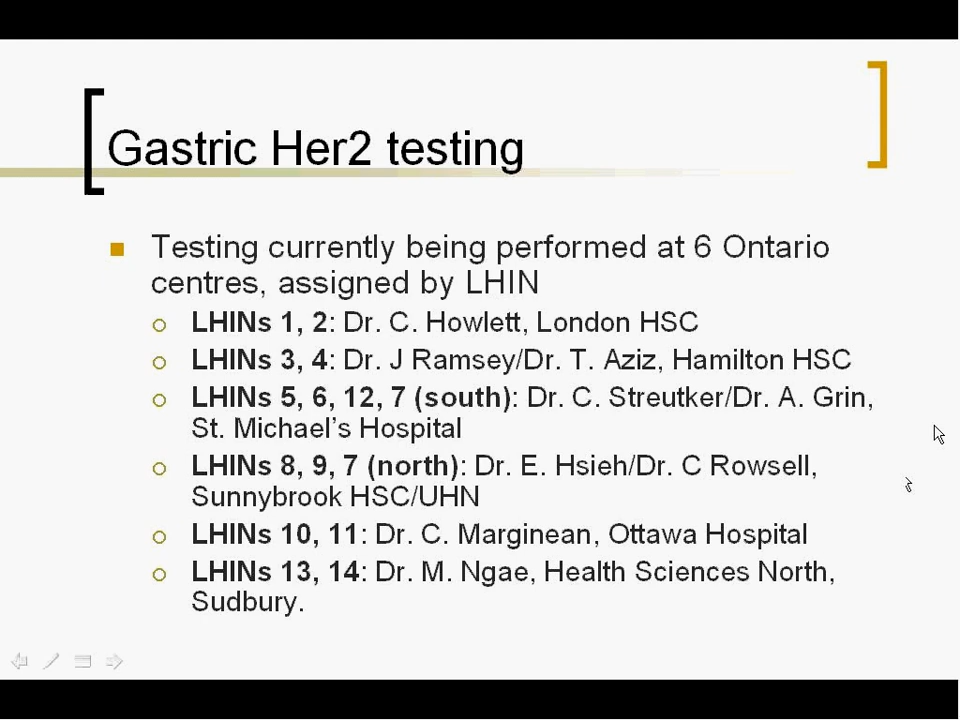 Gastric Her2 testing
Testing currently being performed at 6 Ontario
centres, assigned by LHIN
LHINs 1, 2: Dr. C. Howlett, London HSC
LHINs 3, 4: Dr. J Ramsey/Dr. T. Aziz, Hamilton HSC
LHINs 5, 6, 12, 7 (south): Dr. C. Streutker/Dr. A. Grin,
St. Michael's Hospital
LHINs 8, 9, 7 (north): Dr. E. Hsieh/Dr. C Rowsell,
Sunnybrook HSC/UHN
LHINs 10, 11: Dr. C. Marginean, Ottawa Hospital
LHINs 13, 14: Dr. M. Ngae, Health Sciences North,
Sudbury.